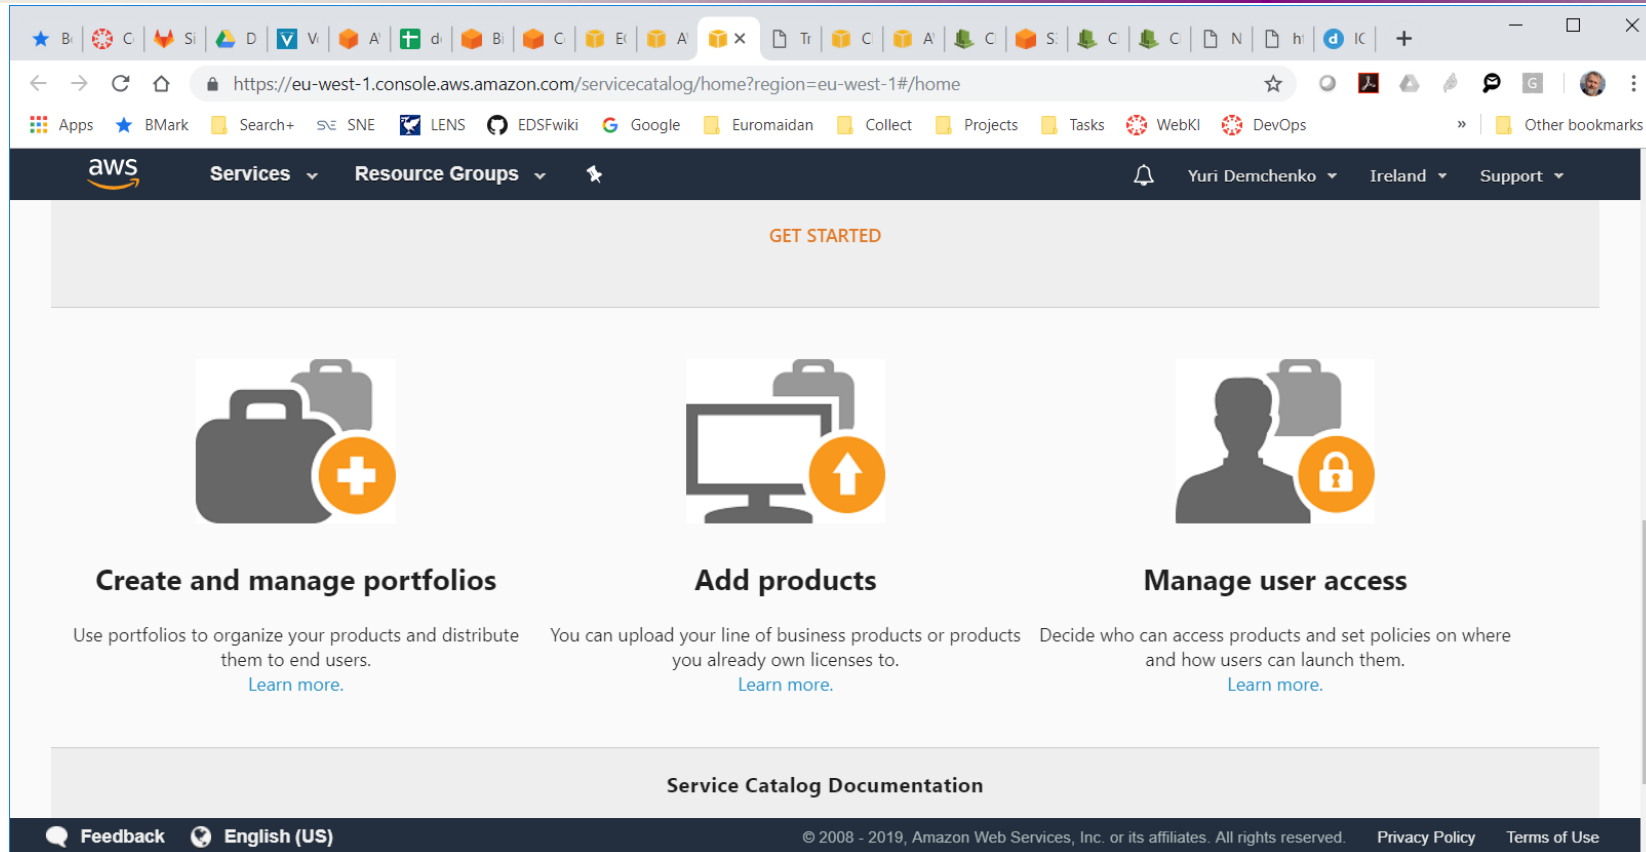 B
C
Si
D
V
A
d
B
C
E
A
Tr
C
A
C
S
C
C
N
h
IC
https://eu-west-1.console.aws.amazon.com/servicecatalog/home?region=eu-west-1#/home
G
Apps BMark Search+ SNE SNE LENS EDSFwiki Google Euromaidan Collect Projects Tasks WebKI DevOps » Other bookmarks
aws Services Resource Groups Yuri Demchenko Ireland Support
GET STARTED
Create and manage portfolios
Use portfolios to organize your products and distribute
them to end users.
Learn more.
Add products
You can upload your line of business products or products
you already own licenses to.
Learn more.
Manage user access
Decide who can access products and set policies on where
and how users can launch them.
Learn more.
Service Catalog Documentation
Feedback English (US) © 2008 - 2019, Amazon Web Services, Inc. or its affiliates. All rights reserved. Privacy Policy Terms of Use